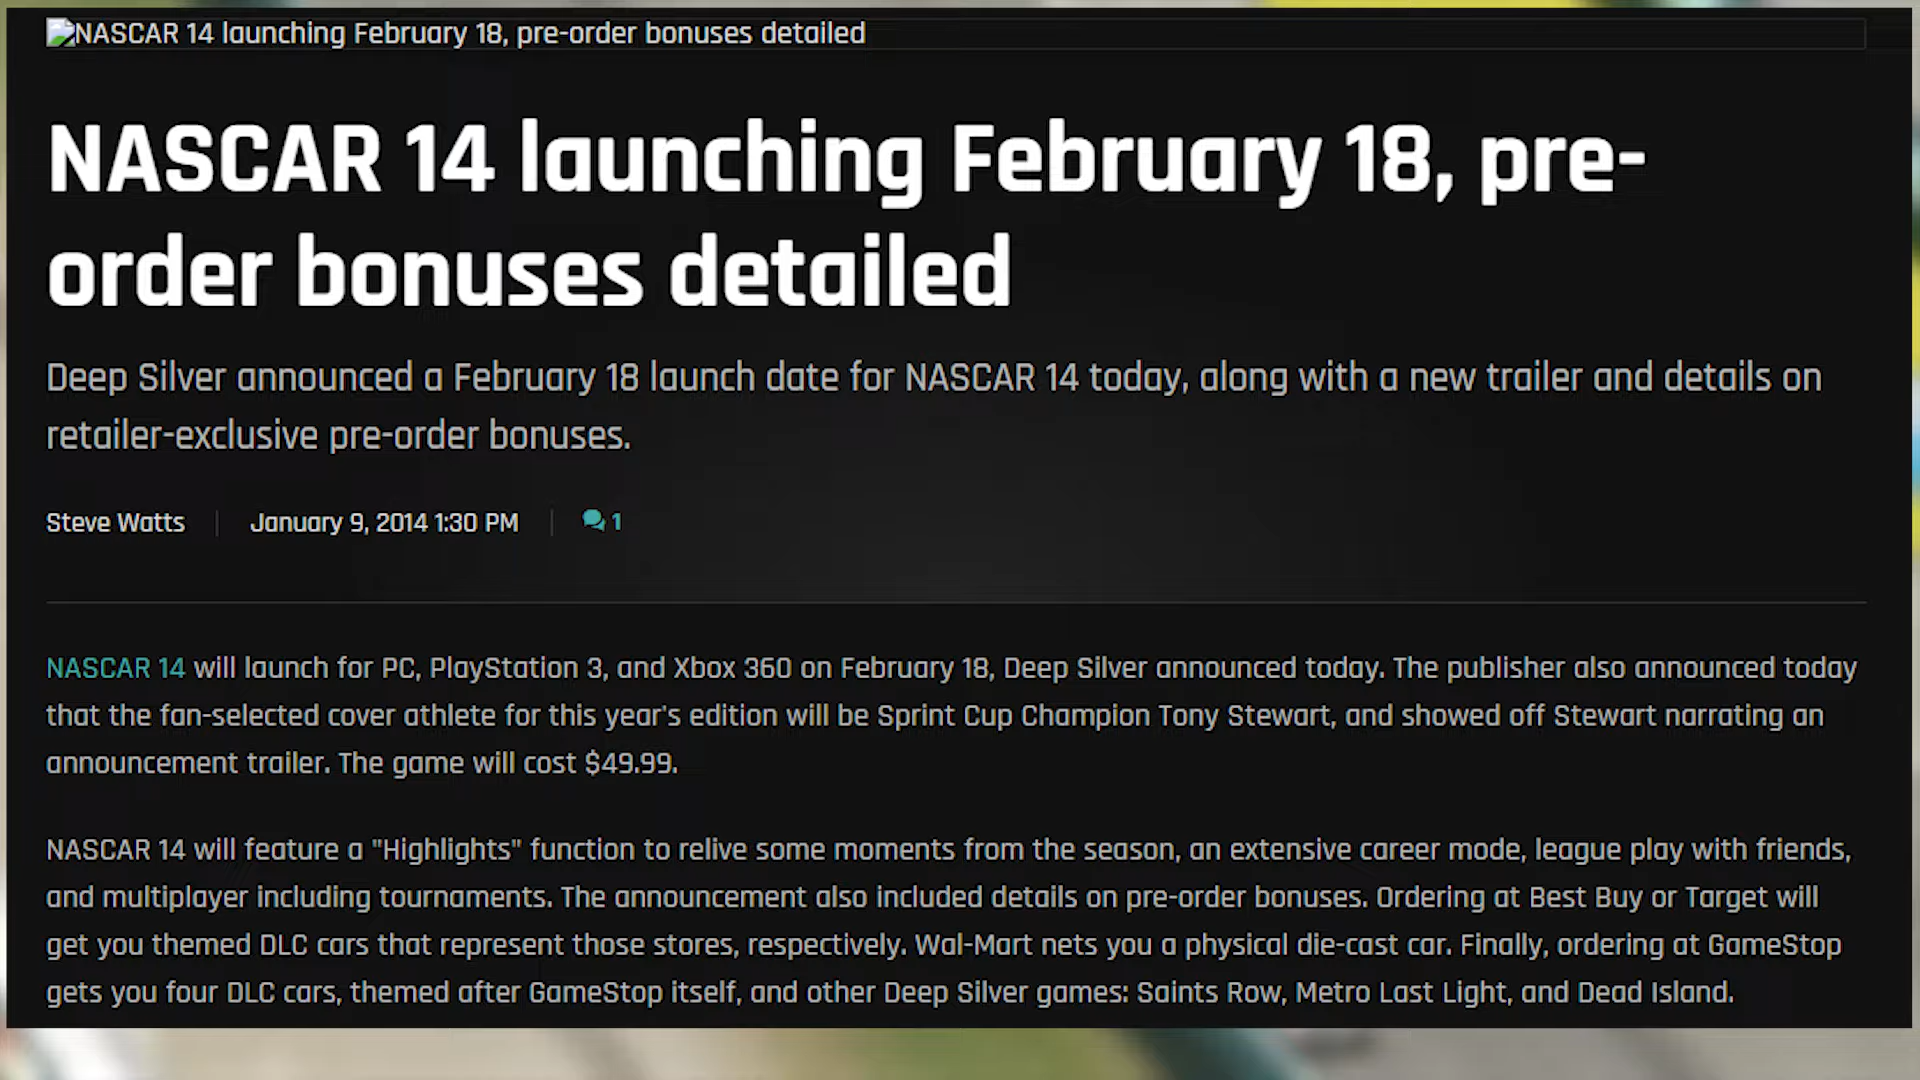 NASCAR 14 launching February 18, pre-order bonuses detailed
NASCAR 14 launching February 18, pre-
order bonuses detailed
Deep Silver announced a February 18 launch date for NASCAR 14 today, along with a new trailer and details on
retailer-exclusive pre-order bonuses.
Steve Watts January 9, 2014 1:30 PM 1
NASCAR 14 will launch for PC, PlayStation 3, and Xbox 360 on February 18, Deep Silver announced today. The publisher also announced today
that the fan-selected cover athlete for this year's edition will be Sprint Cup Champion Tony Stewart, and showed off Stewart narrating an
announcement trailer. The game will cost $49.99.
NASCAR 14 will feature a "Highlights" function to relive some moments from the season, an extensive career mode, league play with friends,
and multiplayer including tournaments. The announcement also included details on pre-order bonuses. Ordering at Best Buy or Target will
get you themed DLC cars that represent those stores, respectively. Wal-Mart nets you a physical die-cast car. Finally, ordering at GameStop
gets you four DLC cars, themed after GameStop itself, and other Deep Silver games: Saints Row, Metro Last Light, and Dead Island.